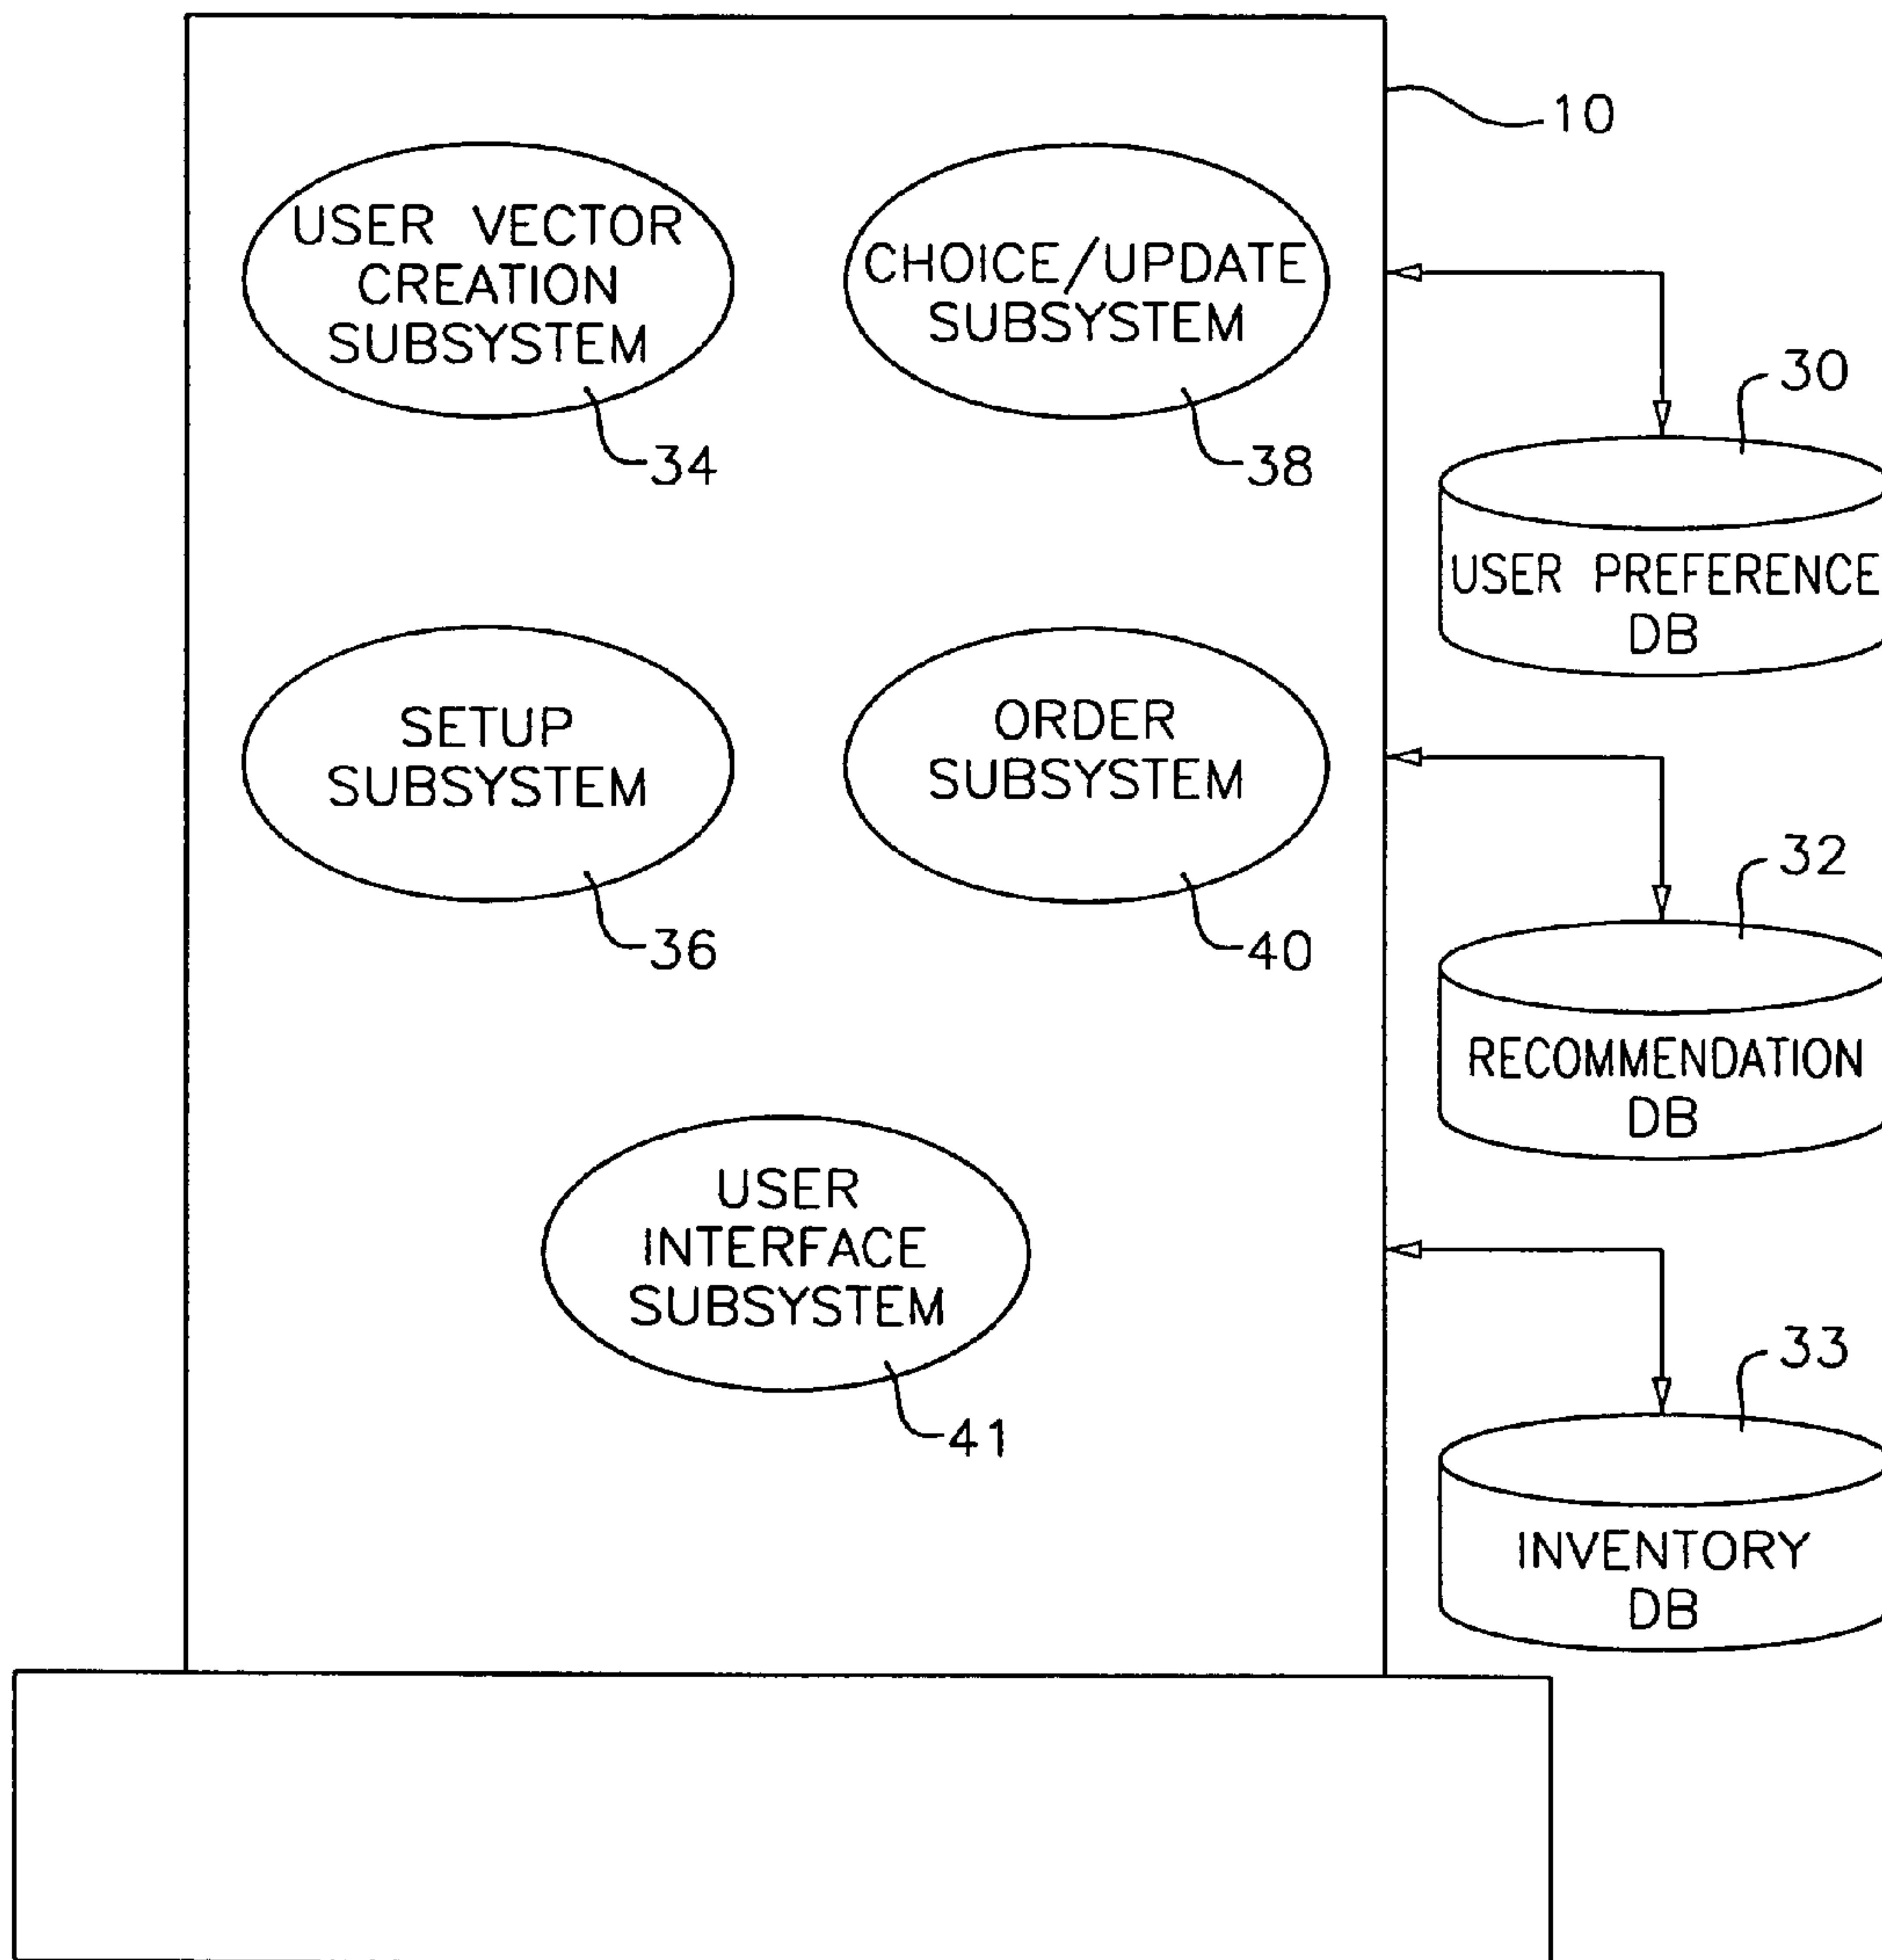 10
USER VECTOR
CREATION
SUBSYSTEM
34
CHOICE/UPDATE
SUBSYSTEM
38
30
USER PREFERENCE
DB
SETUP
SUBSYSTEM
36
ORDER
SUBSYSTEM
40
32
RECOMMENDATION
DB
USER
INTERFACE
SUBSYSTEM
41
33
INVENTORY
DB